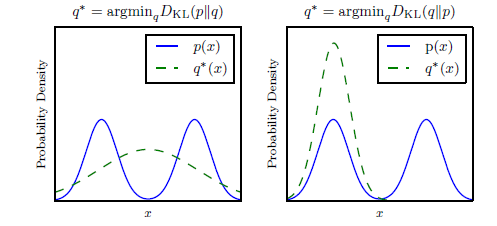 q* = argmin_q D_KL(p‖q)
Probability Density
p(x)
q*(x)
x
q* = argmin_q D_KL(q‖p)
Probability Density
p(x)
q*(x)
x